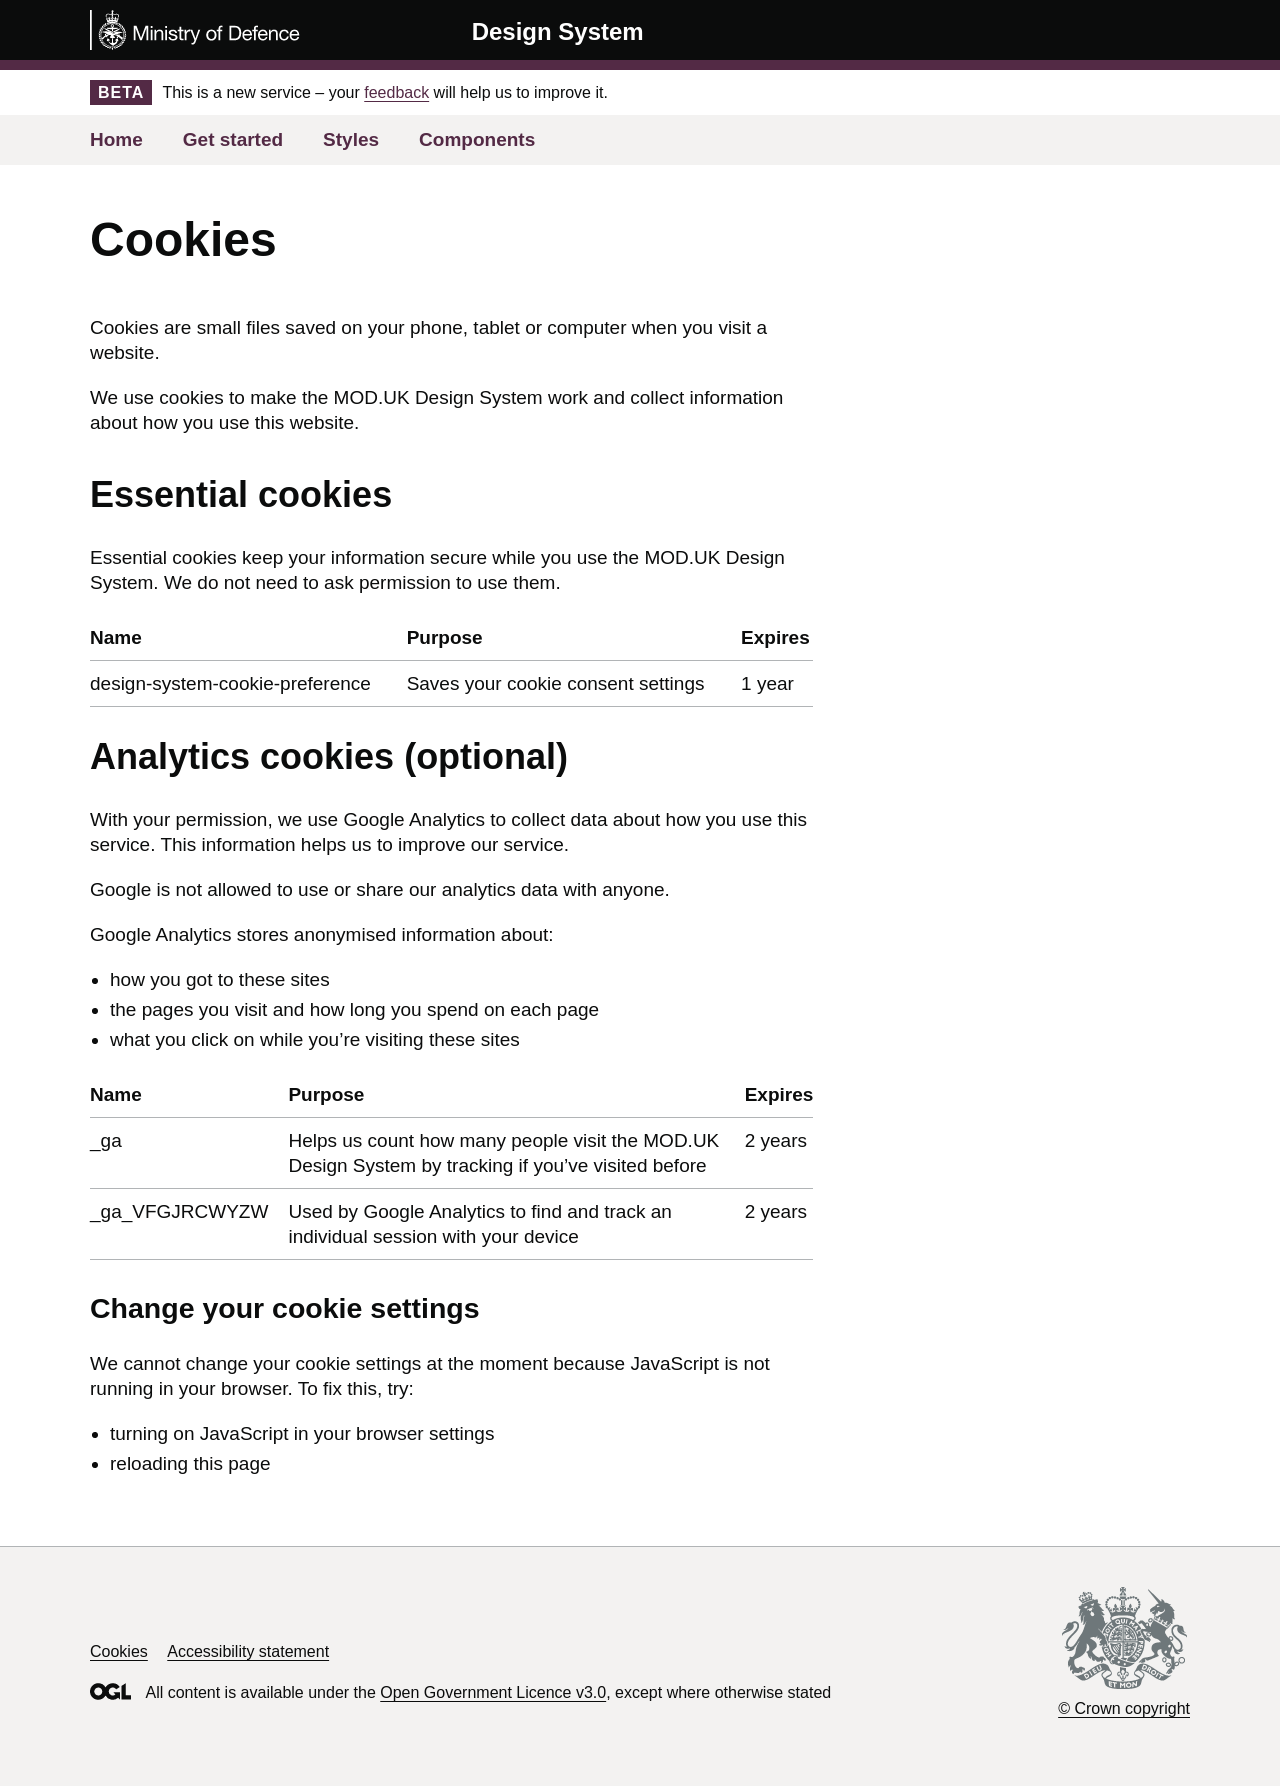 Ministry of Defence
Design System
BETA This is a new service – your feedback will help us to improve it.
Home Get started Styles Components
Cookies
Cookies are small files saved on your phone, tablet or computer when you visit a
website.
We use cookies to make the MOD.UK Design System work and collect information
about how you use this website.
Essential cookies
Essential cookies keep your information secure while you use the MOD.UK Design
System. We do not need to ask permission to use them.
Name Purpose Expires
design-system-cookie-preference Saves your cookie consent settings 1 year
Analytics cookies (optional)
With your permission, we use Google Analytics to collect data about how you use this
service. This information helps us to improve our service.
Google is not allowed to use or share our analytics data with anyone.
Google Analytics stores anonymised information about:
• how you got to these sites
• the pages you visit and how long you spend on each page
• what you click on while you’re visiting these sites
Name Purpose Expires
_ga Helps us count how many people visit the MOD.UK 2 years
Design System by tracking if you’ve visited before
_ga_VFGJRCWYZW Used by Google Analytics to find and track an 2 years
individual session with your device
Change your cookie settings
We cannot change your cookie settings at the moment because JavaScript is not
running in your browser. To fix this, try:
• turning on JavaScript in your browser settings
• reloading this page
Cookies Accessibility statement
OGL All content is available under the Open Government Licence v3.0, except where otherwise stated
DIEU ET MON DROIT
© Crown copyright